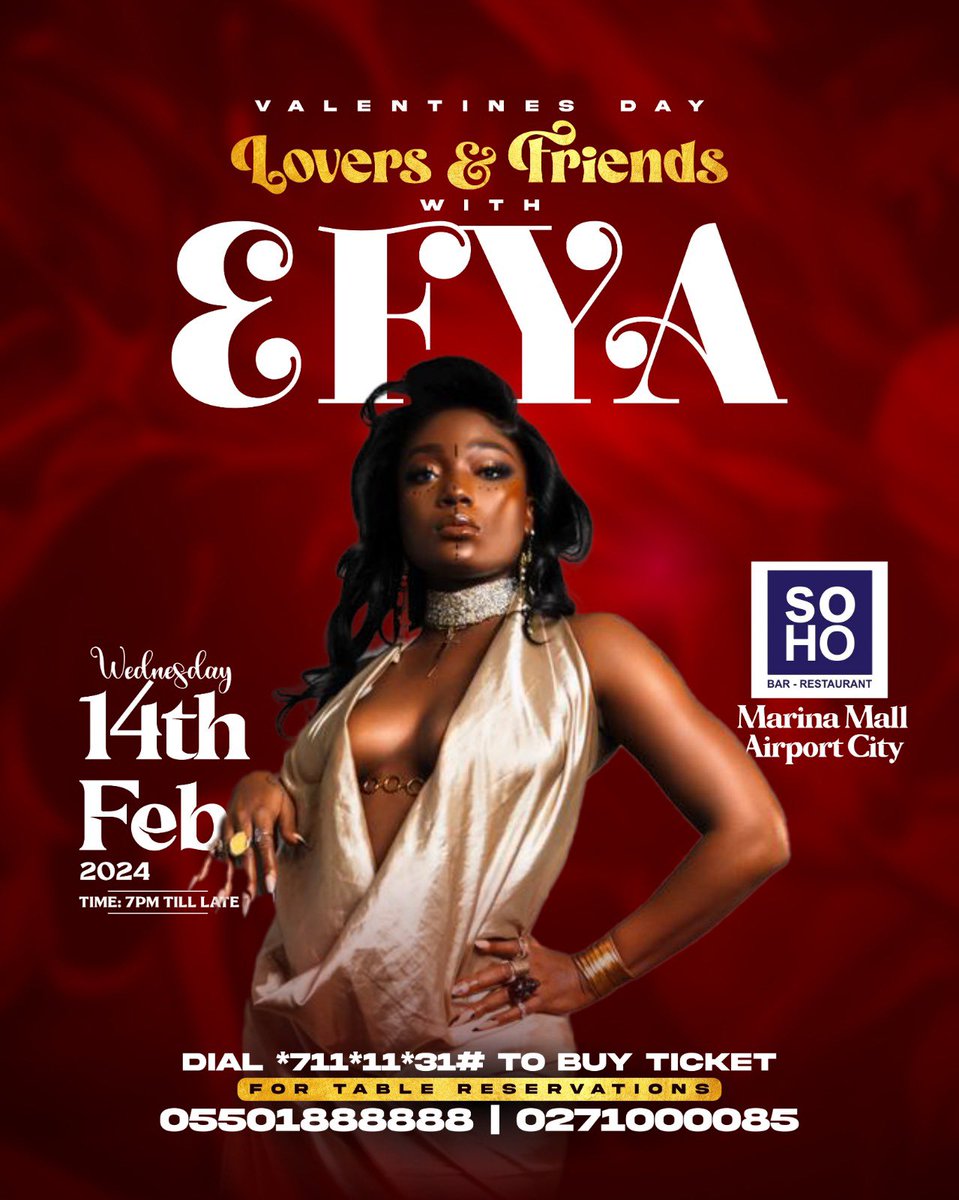 VALENTINES DAY
Lovers & Friends
WITH
EFYA
SO
HO
BAR - RESTAURANT
Marina Mall
Airport City
Wednesday
14th
Feb
2024
TIME: 7PM TILL LATE
DIAL *711*11*31# TO BUY TICKET
FOR TABLE RESERVATIONS
05501888888 | 0271000085